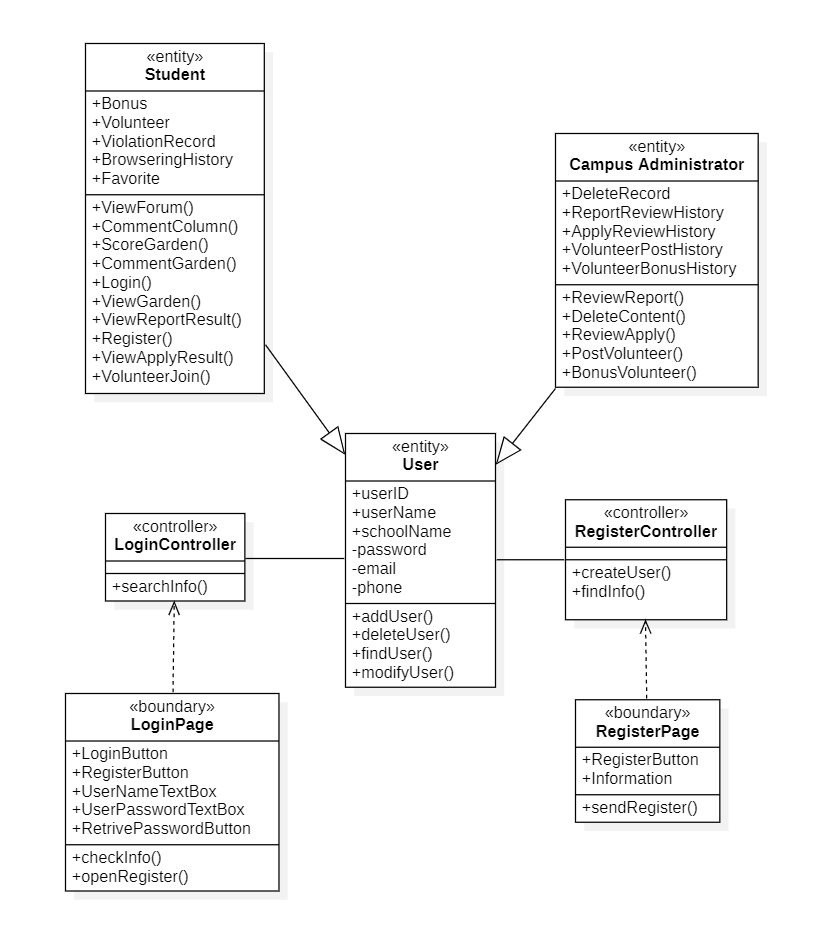 «entity»
Student
+Bonus
+Volunteer
+ViolationRecord
+BrowseringHistory
+Favorite
+ViewForum()
+CommentColumn()
+ScoreGarden()
+CommentGarden()
+Login()
+ViewGarden()
+ViewReportResult()
+Register()
+ViewApplyResult()
+VolunteerJoin()
«entity»
Campus Administrator
+DeleteRecord
+ReportReviewHistory
+ApplyReviewHistory
+VolunteerPostHistory
+VolunteerBonusHistory
+ReviewReport()
+DeleteContent()
+ReviewApply()
+PostVolunteer()
+BonusVolunteer()
«entity»
User
+userID
+userName
+schoolName
-password
-email
-phone
+addUser()
+deleteUser()
+findUser()
+modifyUser()
«controller»
LoginController
+searchInfo()
«controller»
RegisterController
+createUser()
+findInfo()
«boundary»
LoginPage
+LoginButton
+RegisterButton
+UserNameTextBox
+UserPasswordTextBox
+RetrivePasswordButton
+checkInfo()
+openRegister()
«boundary»
RegisterPage
+RegisterButton
+Information
+sendRegister()